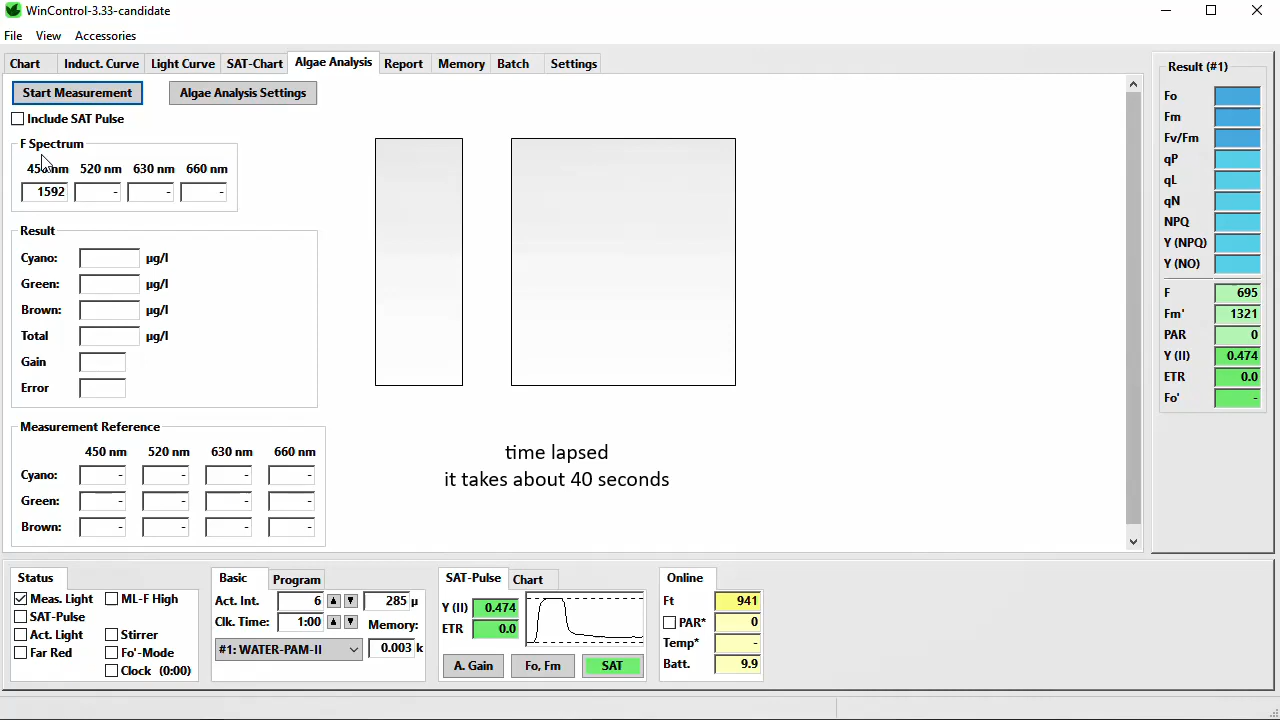 WinControl-3.33-candidate
File View Accessories
Chart Induct. Curve Light Curve SAT-Chart Algae Analysis Report Memory Batch Settings
Start Measurement Algae Analysis Settings
Include SAT Pulse
F Spectrum
450 nm 520 nm 630 nm 660 nm
1592 - - -
Result
Cyano: µg/l
Green: µg/l
Brown: µg/l
Total µg/l
Gain
Error
Measurement Reference
450 nm 520 nm 630 nm 660 nm
Cyano: - - - -
Green: - - - -
Brown: - - - -
time lapsed
it takes about 40 seconds
Result (#1)
Fo
Fm
Fv/Fm
qP
qL
qN
NPQ
Y (NPQ)
Y (NO)
F 695
Fm' 1321
PAR 0
Y (II) 0.474
ETR 0.0
Fo' -
Status
Meas. Light ML-F High
SAT-Pulse
Act. Light Stirrer
Far Red Fo'-Mode
Clock (0:00)
Basic Program
Act. Int. 6 285 µ
Clk. Time: 1:00 Memory:
#1: WATER-PAM-II 0.003 k
SAT-Pulse Chart
Y (II) 0.474
ETR 0.0
A. Gain Fo, Fm SAT
Online
Ft 941
PAR* 0
Temp* -
Batt. 9.9